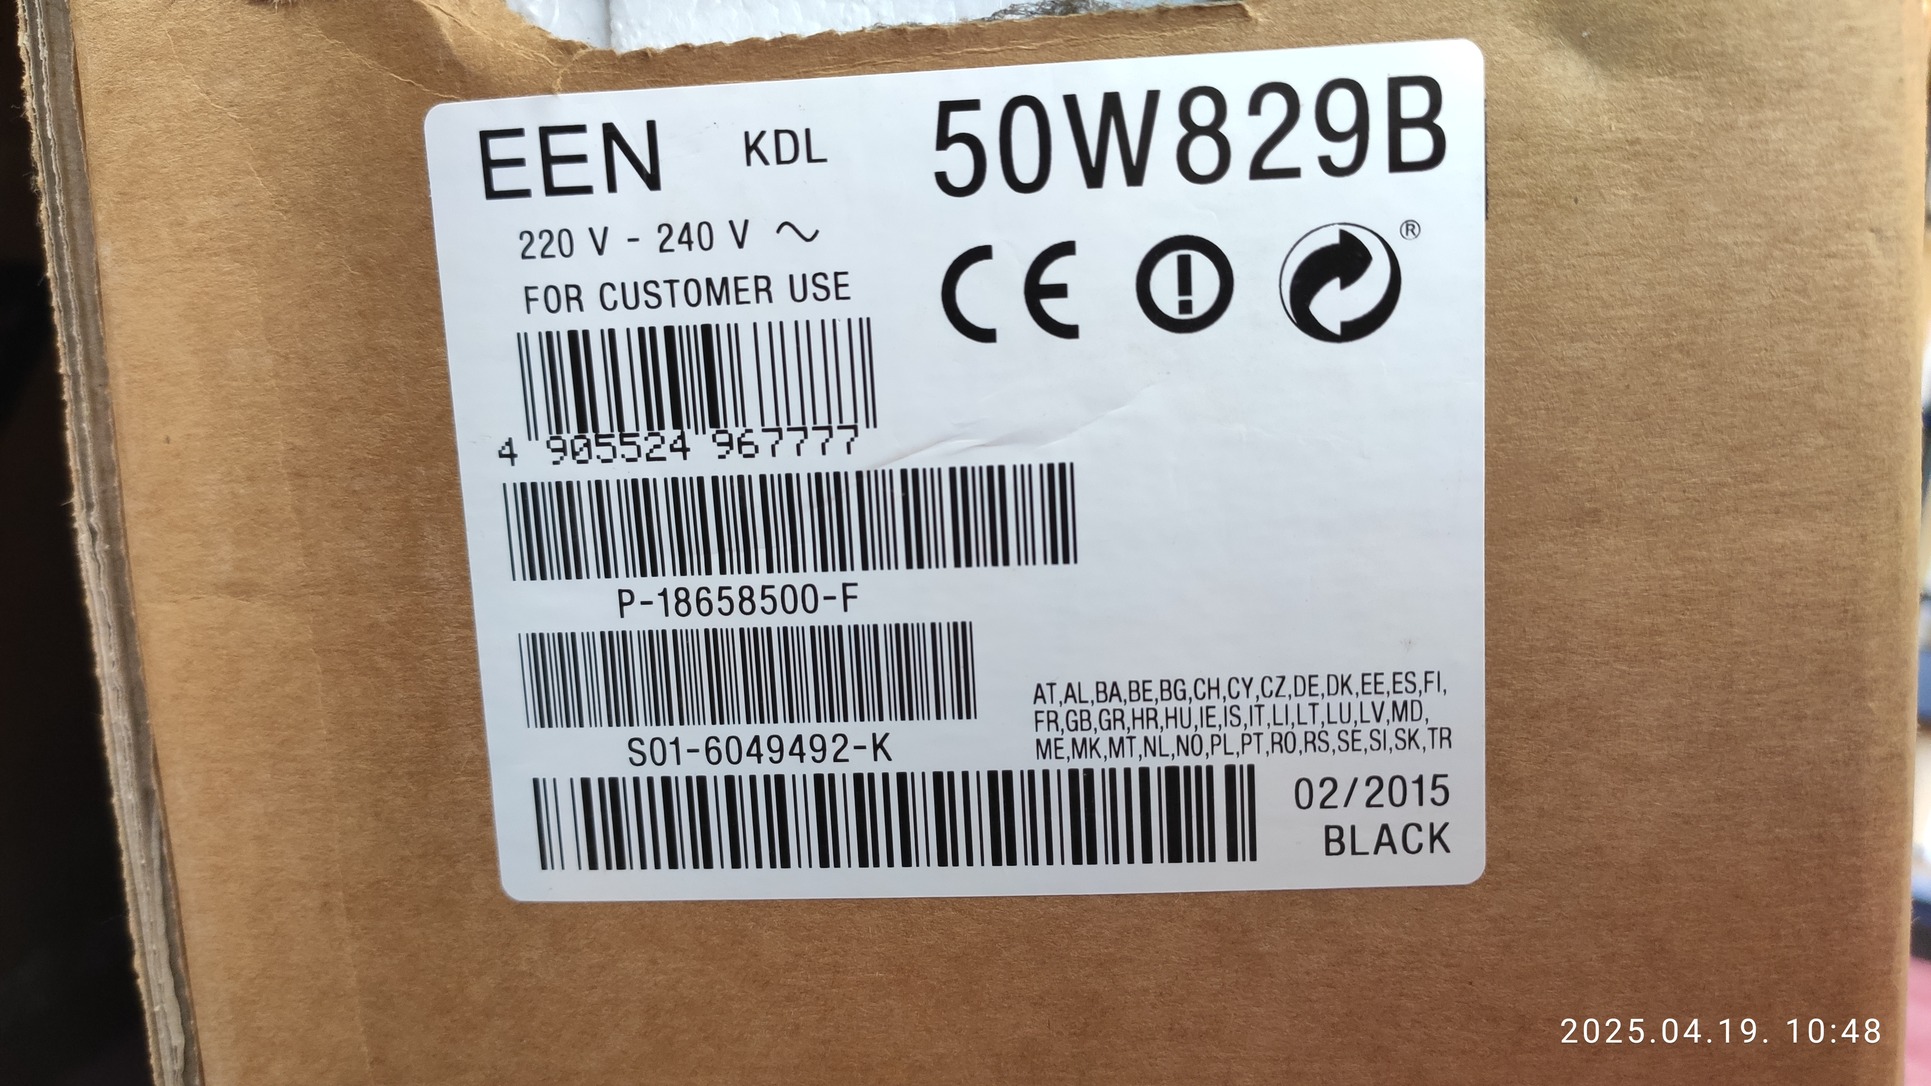 EEN KDL 50W829B
220 V - 240 V ~
FOR CUSTOMER USE
CE
®
4 905524 967777
P-18658500-F
S01-6049492-K
AT,AL,BA,BE,BG,CH,CY,CZ,DE,DK,EE,ES,FI,
FR,GB,GR,HR,HU,IE,IS,IT,LI,LT,LU,LV,MD,
ME,MK,MT,NL,NO,PL,PT,RO,RS,SE,SI,SK,TR
02/2015
BLACK
2025.04.19. 10:48